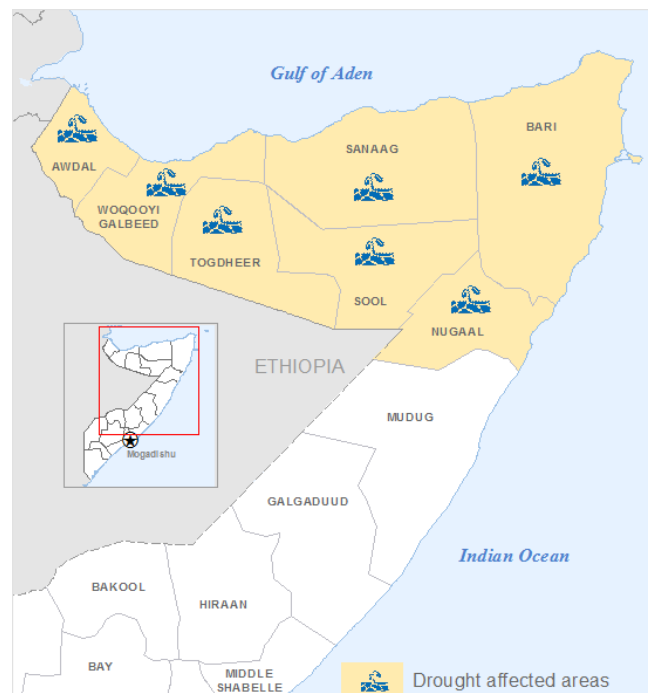 Gulf of Aden
BARI
SANAAG
AWDAL
WOQOOYI
GALBEED
TOGDHEER
SOOL
NUGAAL
ETHIOPIA
MUDUG
Mogadishu
GALGADUUD
Indian Ocean
BAKOOL
HIRAAN
BAY
MIDDLE
SHABELLE
Drought affected areas